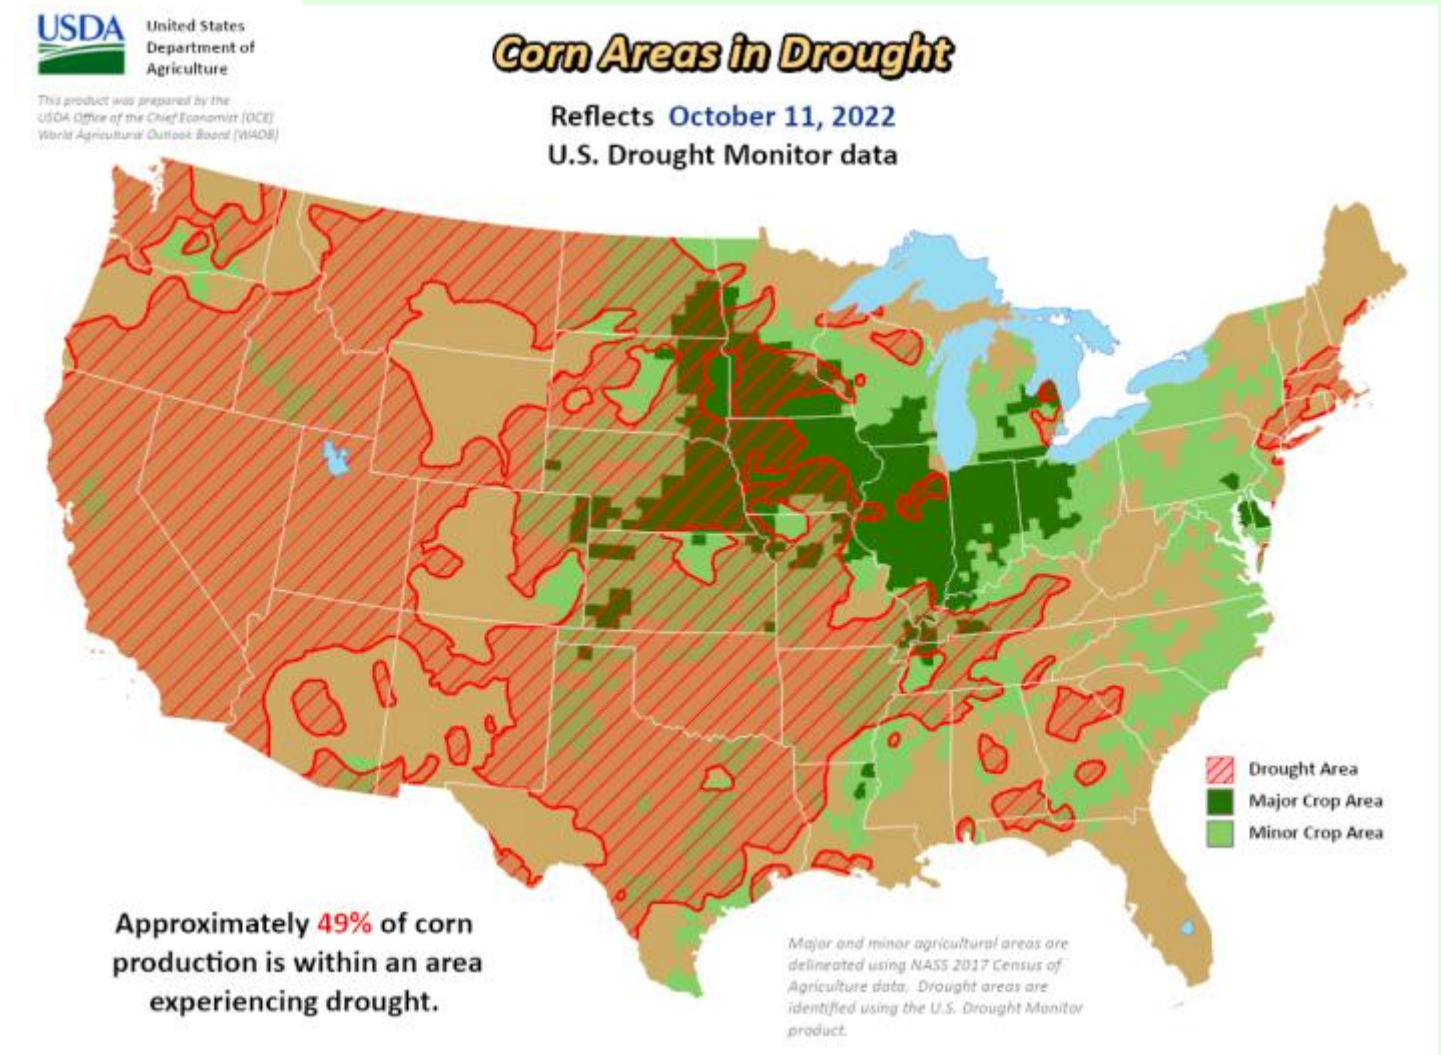 USDA
United States
Department of
Agriculture
This product was prepared by the
USDA Office of the Chief Economist (OCE)
World Agricultural Outlook Board (WAOB)
Corn Areas in Drought
Reflects October 11, 2022
U.S. Drought Monitor data
Drought Area
Major Crop Area
Minor Crop Area
Approximately 49% of corn
production is within an area
experiencing drought.
Major and minor agricultural areas are
delineated using NASS 2017 Census of
Agriculture data. Drought areas are
identified using the U.S. Drought Monitor
product.